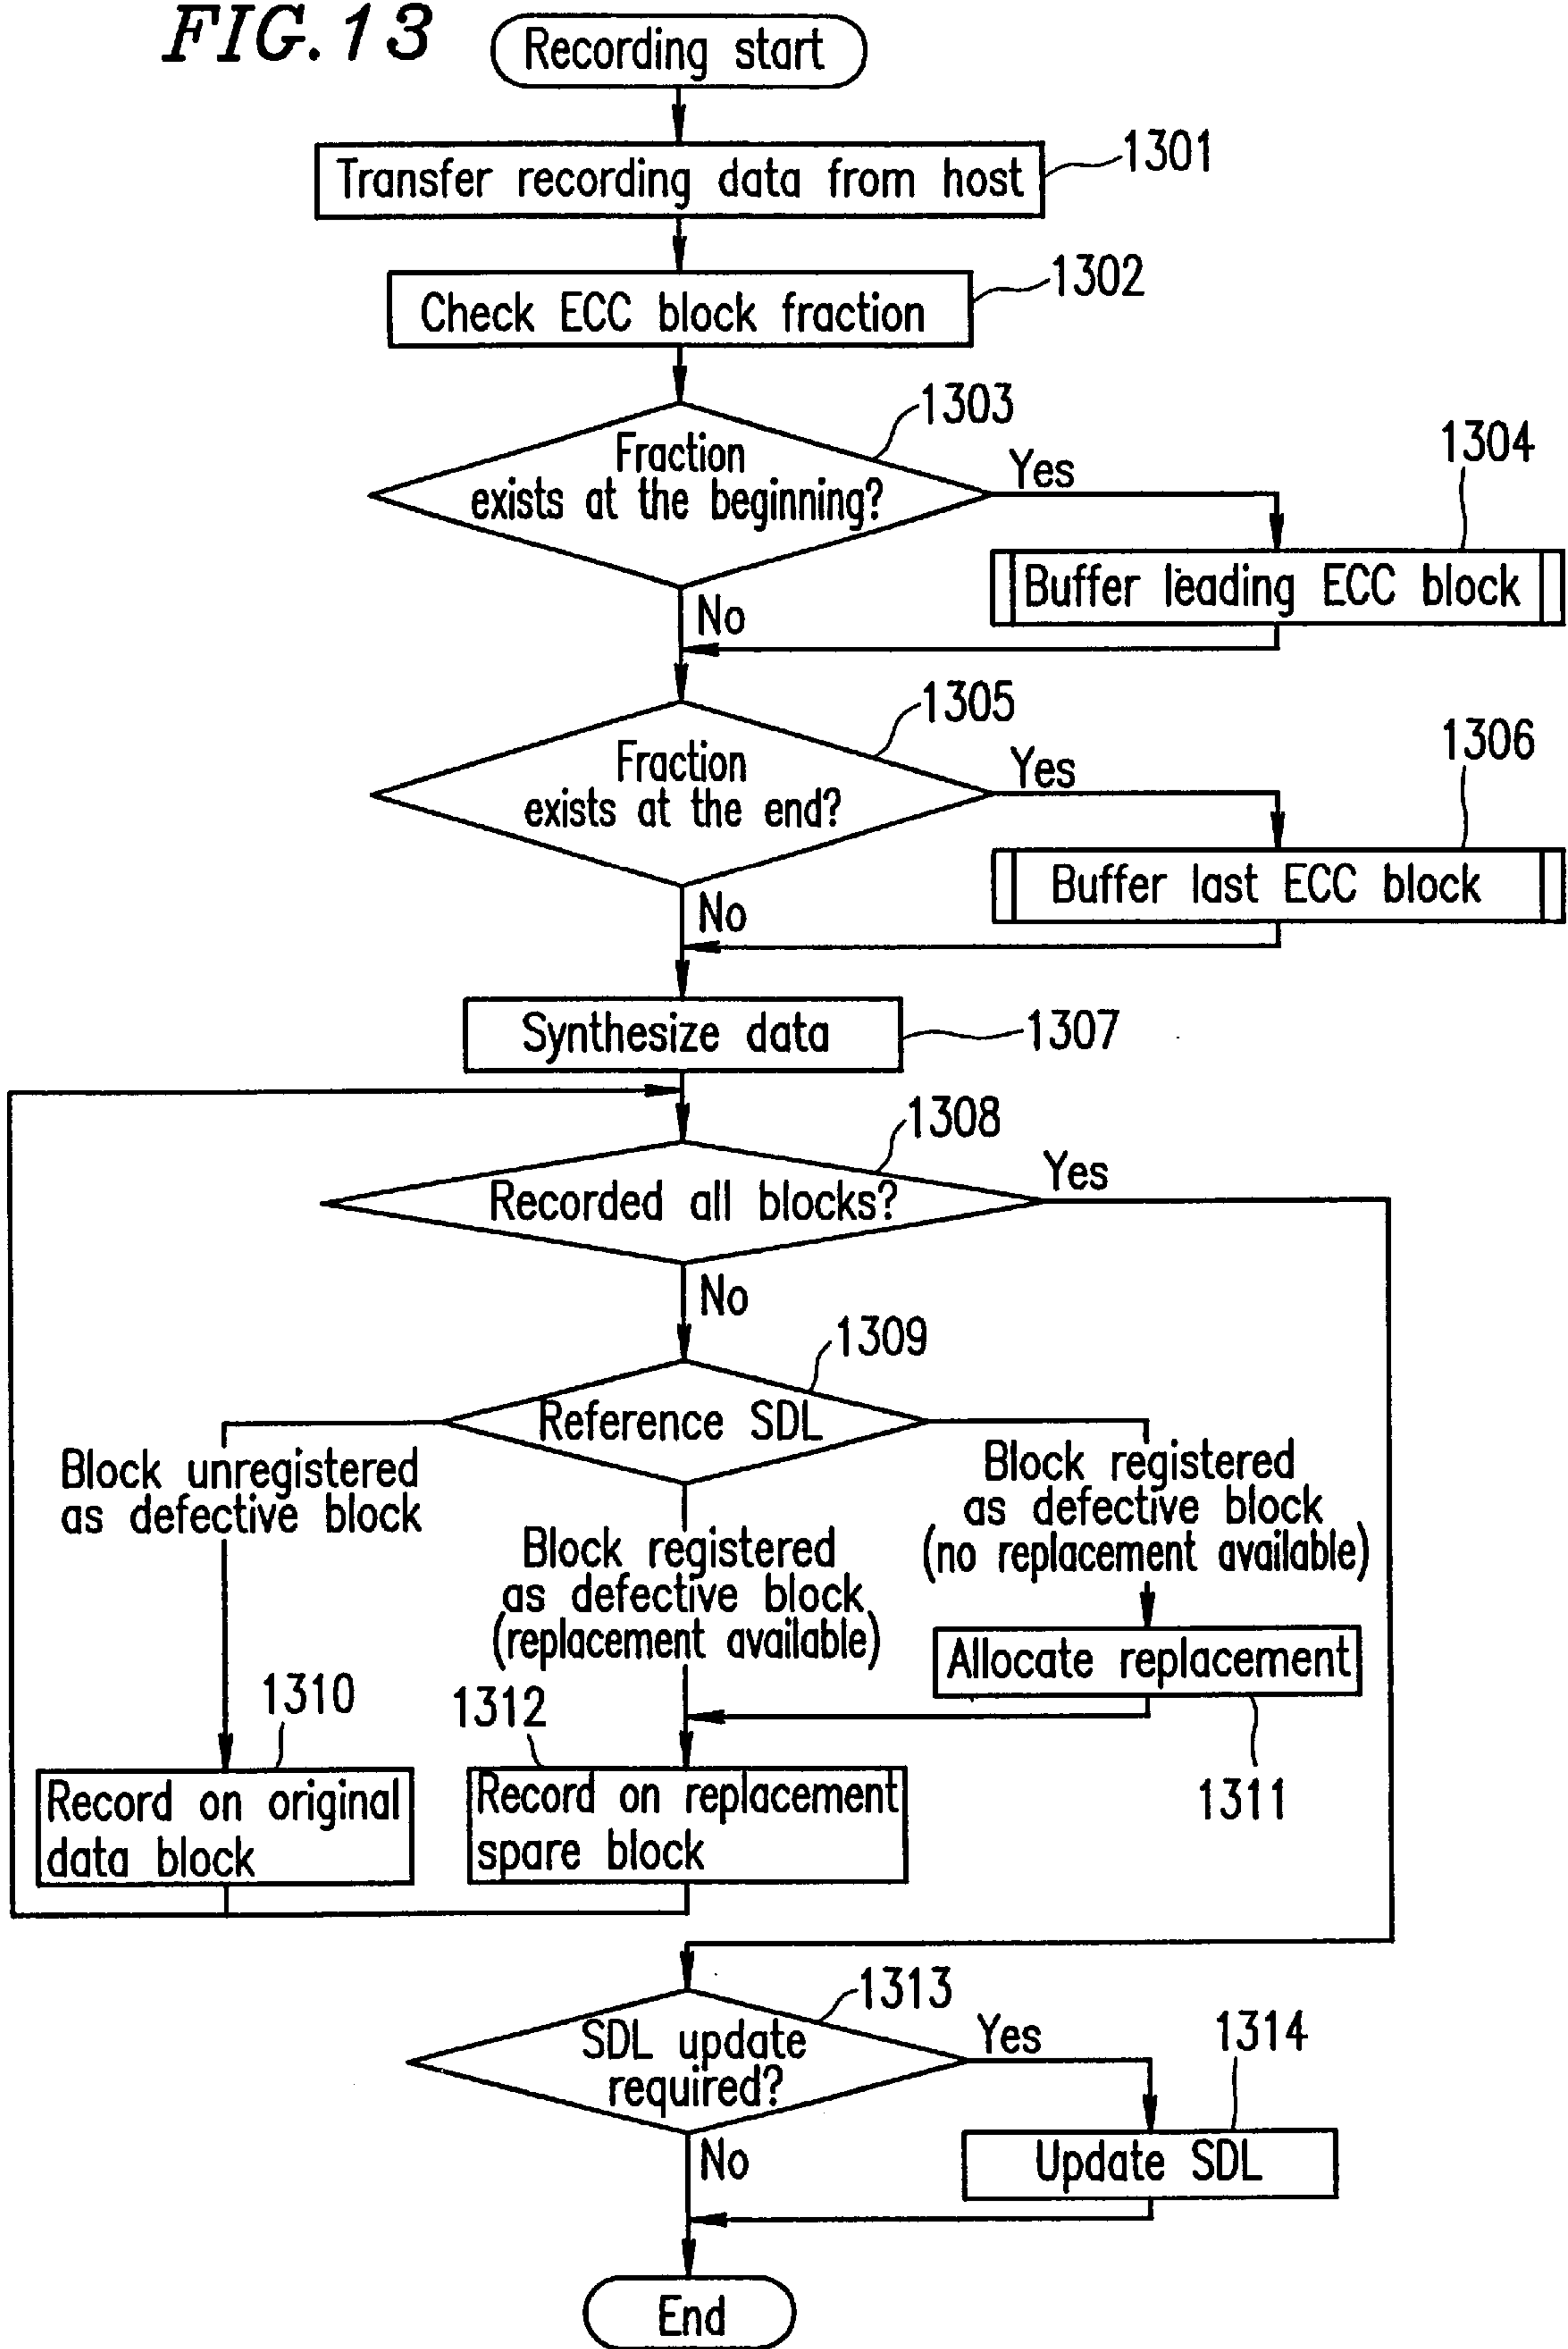 FIG.13
Recording start
Transfer recording data from host
1301
Check ECC block fraction
1302
1303
Fraction
exists at the beginning?
Yes
1304
Buffer leading ECC block
No
1305
Fraction
exists at the end?
Yes
1306
Buffer last ECC block
No
Synthesize data
1307
1308
Recorded all blocks?
Yes
No
1309
Reference SDL
Block unregistered
as defective block
Block registered
as defective block
(replacement available)
Block registered
as defective block
(no replacement available)
Allocate replacement
1311
1310
Record on original
data block
1312
Record on replacement
spare block
1313
SDL update
required?
Yes
1314
Update SDL
No
End